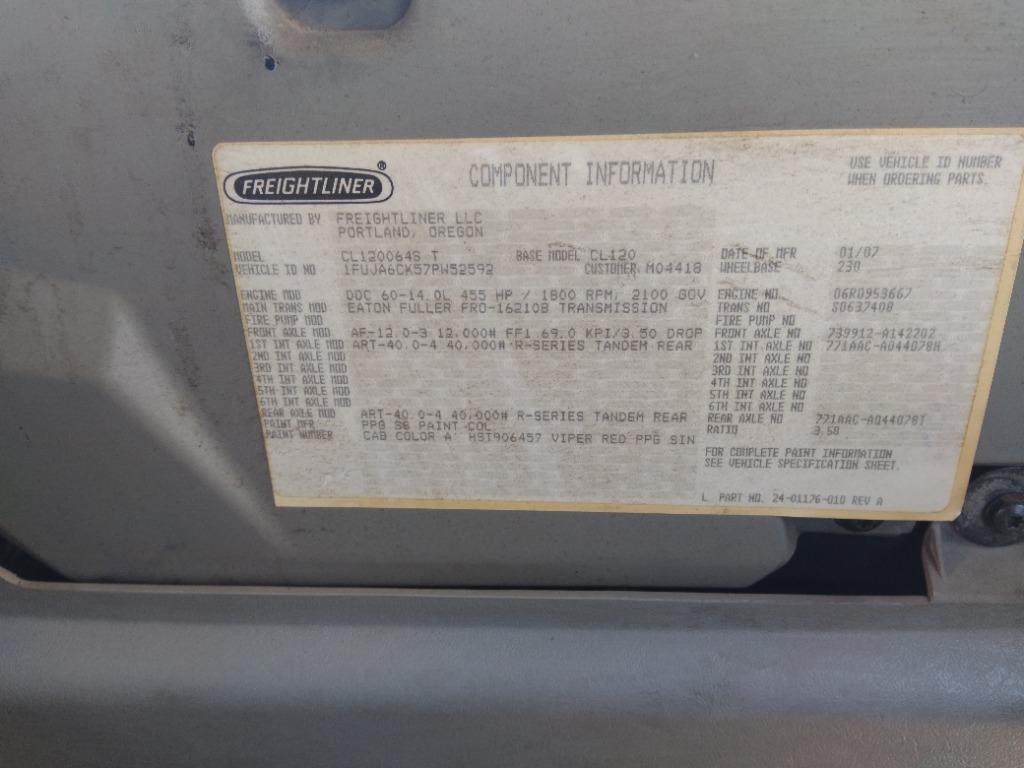 FREIGHTLINER®
COMPONENT INFORMATION
USE VEHICLE ID NUMBER
WHEN ORDERING PARTS.
MANUFACTURED BY FREIGHTLINER LLC
PORTLAND, OREGON
MODEL CL120064S T BASE MODEL CL120 DATE OF MFR 01/07
VEHICLE ID NO 1FUJA6CK57PW52592 CUSTOMER M04418 WHEELBASE 230
ENGINE MOD DDC 60-14.0L 455 HP / 1800 RPM, 2100 GOV ENGINE NO. 06R0953667
MAIN TRANS MOD EATON FULLER FRO-16210B TRANSMISSION TRANS NO S0637408
FIRE PUMP MOD FIRE PUMP NO
FRONT AXLE MOD AF-12.0-3 12,000# FF1 69.0 KPI/3.50 DROP FRONT AXLE NO 739912-A142202
1ST INT AXLE MOD ART-40.0-4 40,000# R-SERIES TANDEM REAR 1ST INT AXLE NO 771AAC-A044078H
2ND INT AXLE MOD 2ND INT AXLE NO
3RD INT AXLE MOD 3RD INT AXLE NO
4TH INT AXLE MOD 4TH INT AXLE NO
5TH INT AXLE MOD 5TH INT AXLE NO
6TH INT AXLE MOD 6TH INT AXLE NO
REAR AXLE MOD ART-40.0-4 40,000# R-SERIES TANDEM REAR REAR AXLE NO 771AAC-A044078T
PAINT MFR PPG SG PAINT COL RATIO 3.58
PAINT NUMBER CAB COLOR A: HST906457 VIPER RED PPG SIN
FOR COMPLETE PAINT INFORMATION
SEE VEHICLE SPECIFICATION SHEET.
L PART NO. 24-01176-010 REV A